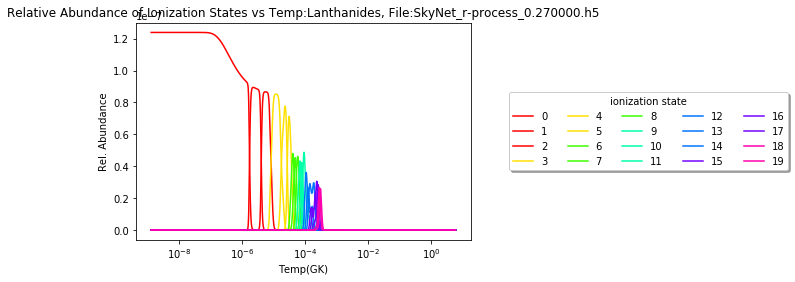 Relative Abundance of Ionization States vs Temp:Lanthanides, File:SkyNet_r-process_0.270000.h5
1e−7
1.2
1.0
0.8
0.6
0.4
0.2
0.0
Rel. Abundance
10^−8 10^−6 10^−4 10^−2 10^0
Temp(GK)
ionization state
0 4 8 12 16
1 5 9 13 17
2 6 10 14 18
3 7 11 15 19